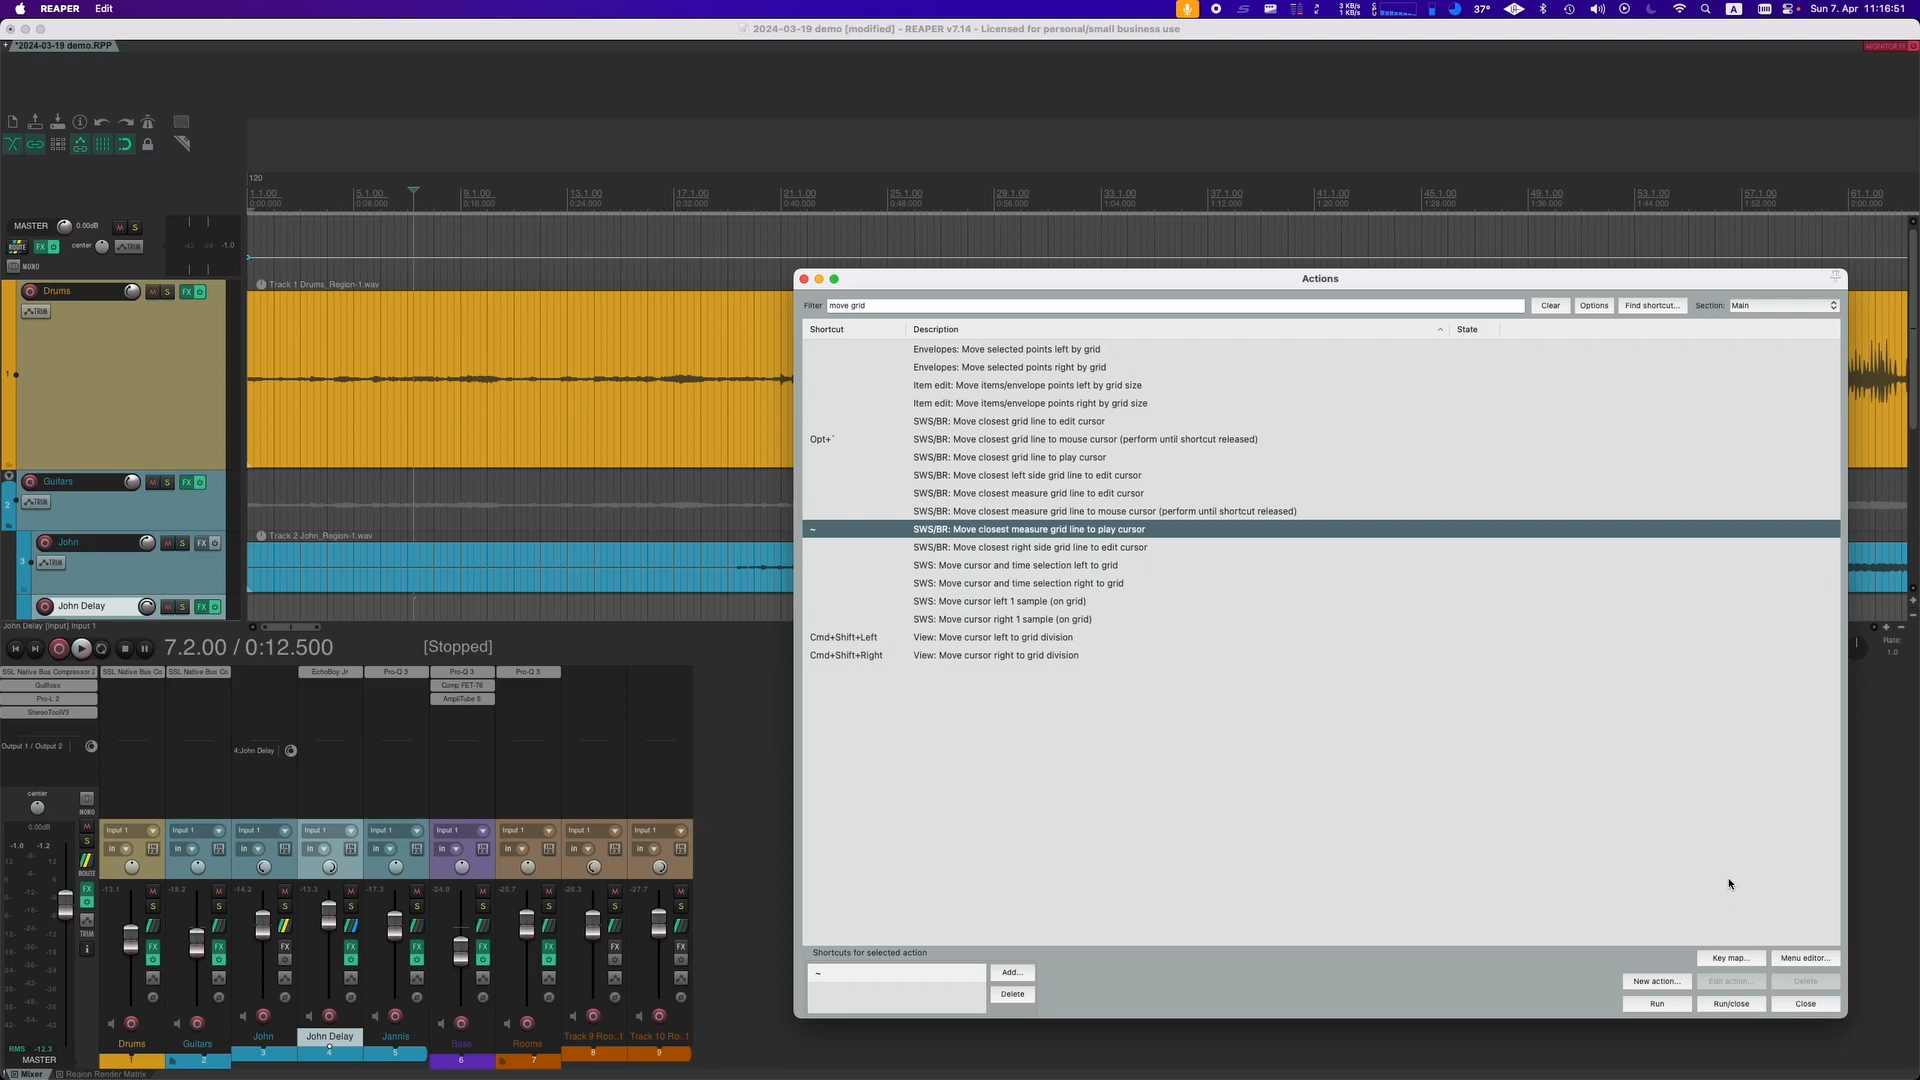 REAPER Edit
3 KB/s
1 KB/s
37°
A
Sun 7. Apr 11:16:51
2024-03-19 demo [modified] - REAPER v7.14 - Licensed for personal/small business use
*2024-03-19 demo.RPP
MONITOR FX
120
1.1.00 5.1.00 9.1.00 13.1.00 17.1.00 21.1.00 25.1.00 29.1.00 33.1.00 37.1.00 41.1.00 45.1.00 49.1.00 53.1.00 57.1.00 61.1.00
0:00.000 0:08.000 0:16.000 0:24.000 0:32.000 0:40.000 0:48.000 0:56.000 1:04.000 1:12.000 1:20.000 1:28.000 1:36.000 1:44.000 1:52.000 2:00.000
MASTER 0.00dB M S
ROUTE FX center TRIM -42 -24 -1.0
MONO
Track 1 Drums_Region-1.wav
Drums M S FX
TRIM
1
Guitars M S FX
TRIM
2
Track 2 John_Region-1.wav
John M S FX
TRIM
3
John Delay M S FX
John Delay [Input] Input 1
7.2.00 / 0:12.500 [Stopped]
Rate:
1.0
Actions
Filter move grid Clear Options Find shortcut... Section: Main
Shortcut Description State
Envelopes: Move selected points left by grid
Envelopes: Move selected points right by grid
Item edit: Move items/envelope points left by grid size
Item edit: Move items/envelope points right by grid size
SWS/BR: Move closest grid line to edit cursor
Opt+` SWS/BR: Move closest grid line to mouse cursor (perform until shortcut released)
SWS/BR: Move closest grid line to play cursor
SWS/BR: Move closest left side grid line to edit cursor
SWS/BR: Move closest measure grid line to edit cursor
SWS/BR: Move closest measure grid line to mouse cursor (perform until shortcut released)
~ SWS/BR: Move closest measure grid line to play cursor
SWS/BR: Move closest right side grid line to edit cursor
SWS: Move cursor and time selection left to grid
SWS: Move cursor and time selection right to grid
SWS: Move cursor left 1 sample (on grid)
SWS: Move cursor right 1 sample (on grid)
Cmd+Shift+Left View: Move cursor left to grid division
Cmd+Shift+Right View: Move cursor right to grid division
Shortcuts for selected action
~
Add...
Delete
Key map... Menu editor...
New action... Edit action... Delete
Run Run/close Close
SSL Native Bus Compressor 2 SSL Native Bus Co SSL Native Bus Co EchoBoy Jr Pro-Q 3 Pro-Q 3 Pro-Q 3
Gullfoss Comp FET-76
Pro-L 2 AmpliTube 5
StereoToolV3
Output 1 / Output 2 4:John Delay
center
MONO
0.00dB
Input 1 Input 1 Input 1 Input 1 Input 1 Input 1 Input 1 Input 1 Input 1
in in in in in in in in in
-1.0 -1.2
ROUTE
FX
TRIM
-13.1 -18.2 -14.2 -13.3 -17.3 -24.0 -25.7 -26.3 -27.7
RMS -12.3
MASTER
Drums Guitars John John Delay Jannis Bass Rooms Track 9 Roo..1 Track 10 Ro..1
1 2 3 4 5 6 7 8 9
Mixer Region Render Matrix